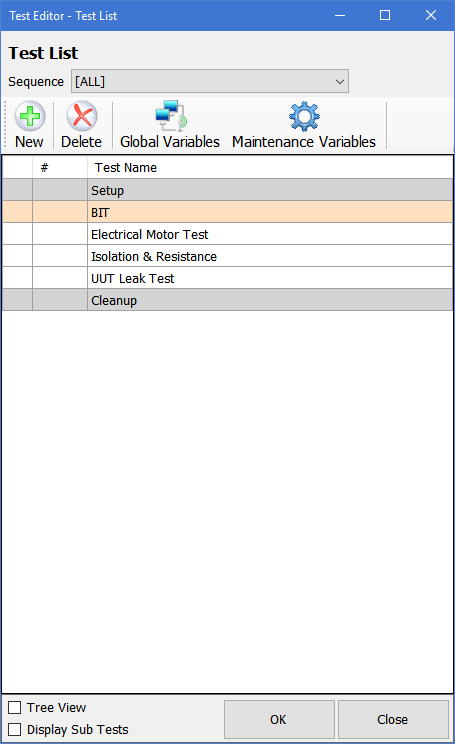 Test Editor - Test List
Test List
Sequence [ALL]
New Delete Global Variables Maintenance Variables
# Test Name
Setup
BIT
Electrical Motor Test
Isolation & Resistance
UUT Leak Test
Cleanup
Tree View
Display Sub Tests
OK Close